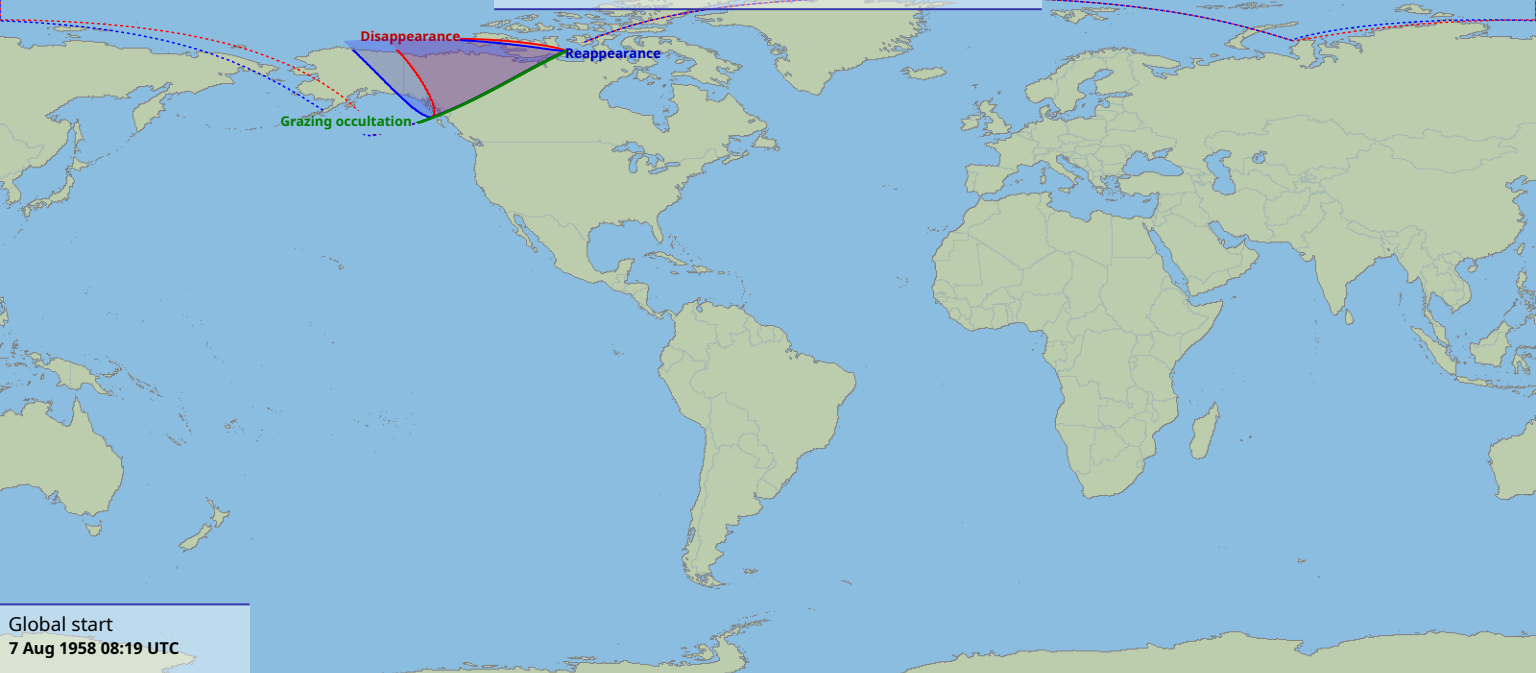 Disappearance
Reappearance
Grazing occultation
Global start
7 Aug 1958 08:19 UTC